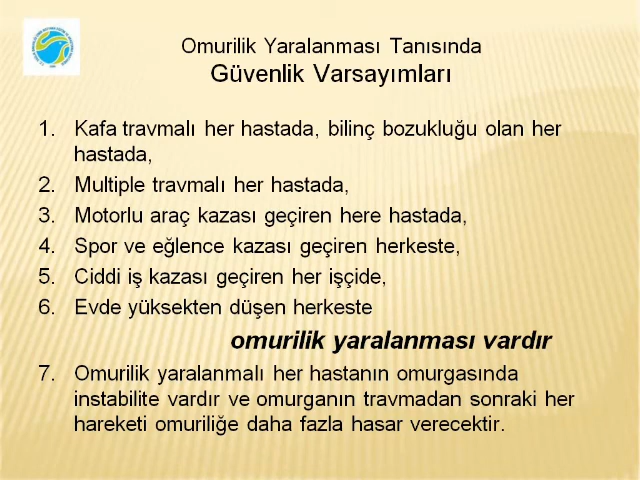 Omurilik Yaralanması Tanısında
Güvenlik Varsayımları
1. Kafa travmalı her hastada, bilinç bozukluğu olan her
hastada,
2. Multiple travmalı her hastada,
3. Motorlu araç kazası geçiren here hastada,
4. Spor ve eğlence kazası geçiren herkeste,
5. Ciddi iş kazası geçiren her işçide,
6. Evde yüksekten düşen herkeste
omurilik yaralanması vardır
7. Omurilik yaralanmalı her hastanın omurgasında
instabilite vardır ve omurganın travmadan sonraki her
hareketi omuriliğe daha fazla hasar verecektir.